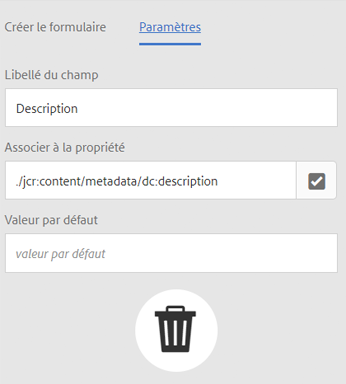 Créer le formulaire
Paramètres
Libellé du champ
Description
Associer à la propriété
./jcr:content/metadata/dc:description
Valeur par défaut
valeur par défaut